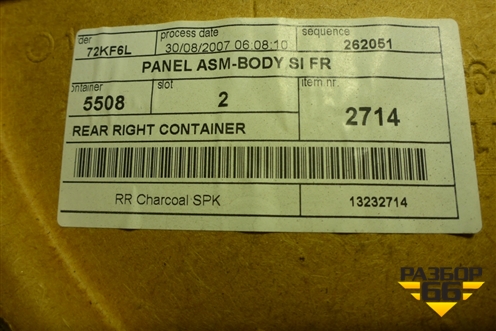 der process date sequence
72KF6L 30/08/2007 06:08:10 262051
PANEL ASM-BODY SI FR
ontainer slot item nr.
5508 2 2714
REAR RIGHT CONTAINER
RR Charcoal SPK 13232714
РАЗБОР
66